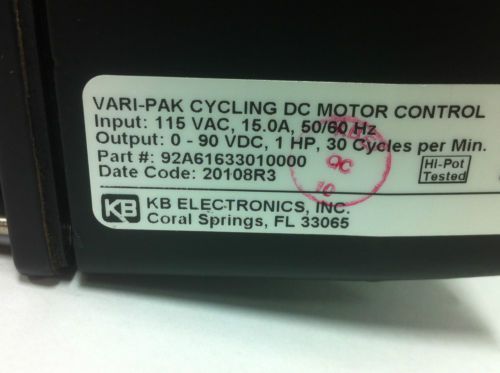 VARI-PAK CYCLING DC MOTOR CONTROL
Input: 115 VAC, 15.0A, 50/60 Hz
Output: 0 - 90 VDC, 1 HP, 30 Cycles per Min.
Part #: 92A61633010000
Hi-Pot
Tested
Date Code: 20108R3
QC
10
KB
KB ELECTRONICS, INC.
Coral Springs, FL 33065